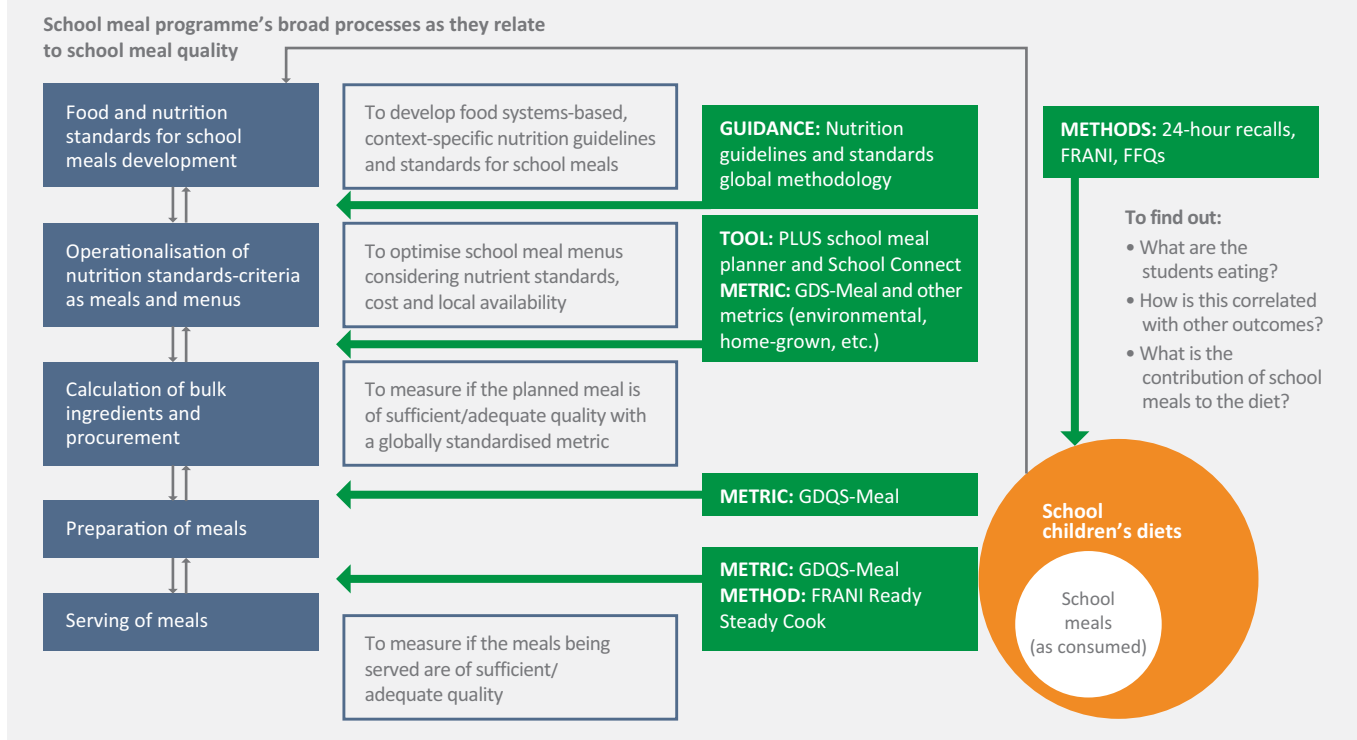 School meal programme's broad processes as they relate
to school meal quality
Food and nutrition
standards for school
meals development
To develop food systems-based,
context-specific nutrition guidelines
and standards for school meals
GUIDANCE: Nutrition
guidelines and standards
global methodology
METHODS: 24-hour recalls,
FRANI, FFQs
Operationalisation of
nutrition standards-criteria
as meals and menus
To optimise school meal menus
considering nutrient standards,
cost and local availability
TOOL: PLUS school meal
planner and School Connect
METRIC: GDS-Meal and other
metrics (environmental,
home-grown, etc.)
To find out:
• What are the
students eating?
• How is this correlated
with other outcomes?
• What is the
contribution of school
meals to the diet?
Calculation of bulk
ingredients and
procurement
To measure if the planned meal is
of sufficient/adequate quality with
a globally standardised metric
Preparation of meals
METRIC: GDQS-Meal
Serving of meals
METRIC: GDQS-Meal
METHOD: FRANI Ready
Steady Cook
To measure if the meals being
served are of sufficient/
adequate quality
School
children's diets
School
meals
(as consumed)